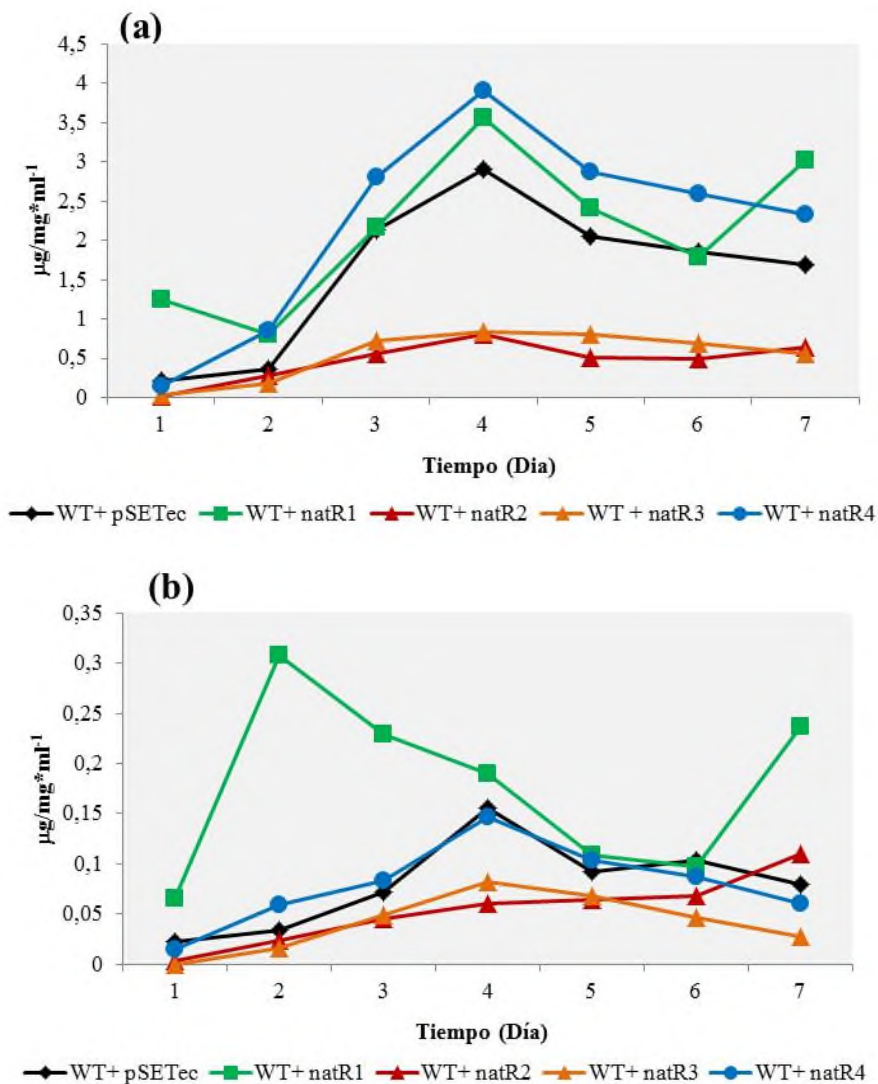 (a)
4,5
4
3,5
3
2,5
2
1,5
1
0,5
0
µg/mg*ml⁻¹
1 2 3 4 5 6 7
Tiempo (Dia)
WT+ pSETec WT+ natR1 WT+ natR2 WT + natR3 WT+ natR4
(b)
0,35
0,3
0,25
0,2
0,15
0,1
0,05
0
µg/mg*ml⁻¹
1 2 3 4 5 6 7
Tiempo (Día)
WT+ pSETec WT+ natR1 WT+ natR2 WT+ natR3 WT+ natR4